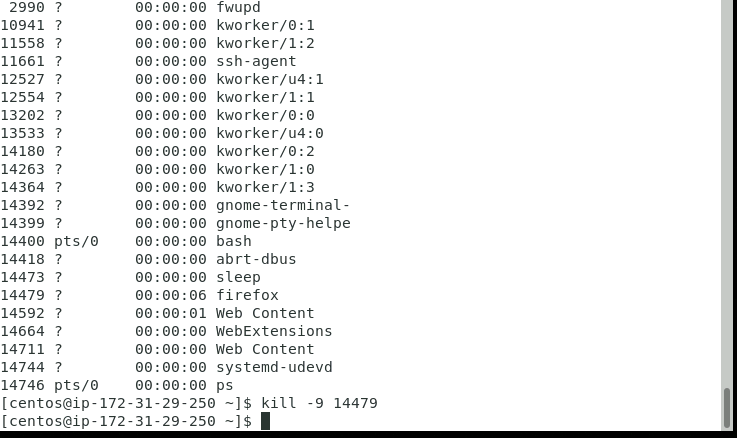 2990 ?        00:00:00 fwupd
10941 ?        00:00:00 kworker/0:1
11558 ?        00:00:00 kworker/1:2
11661 ?        00:00:00 ssh-agent
12527 ?        00:00:00 kworker/u4:1
12554 ?        00:00:00 kworker/1:1
13202 ?        00:00:00 kworker/0:0
13533 ?        00:00:00 kworker/u4:0
14180 ?        00:00:00 kworker/0:2
14263 ?        00:00:00 kworker/1:0
14364 ?        00:00:00 kworker/1:3
14392 ?        00:00:00 gnome-terminal-
14399 ?        00:00:00 gnome-pty-helpe
14400 pts/0    00:00:00 bash
14418 ?        00:00:00 abrt-dbus
14473 ?        00:00:00 sleep
14479 ?        00:00:06 firefox
14592 ?        00:00:01 Web Content
14664 ?        00:00:00 WebExtensions
14711 ?        00:00:00 Web Content
14744 ?        00:00:00 systemd-udevd
14746 pts/0    00:00:00 ps
[centos@ip-172-31-29-250 ~]$ kill -9 14479
[centos@ip-172-31-29-250 ~]$